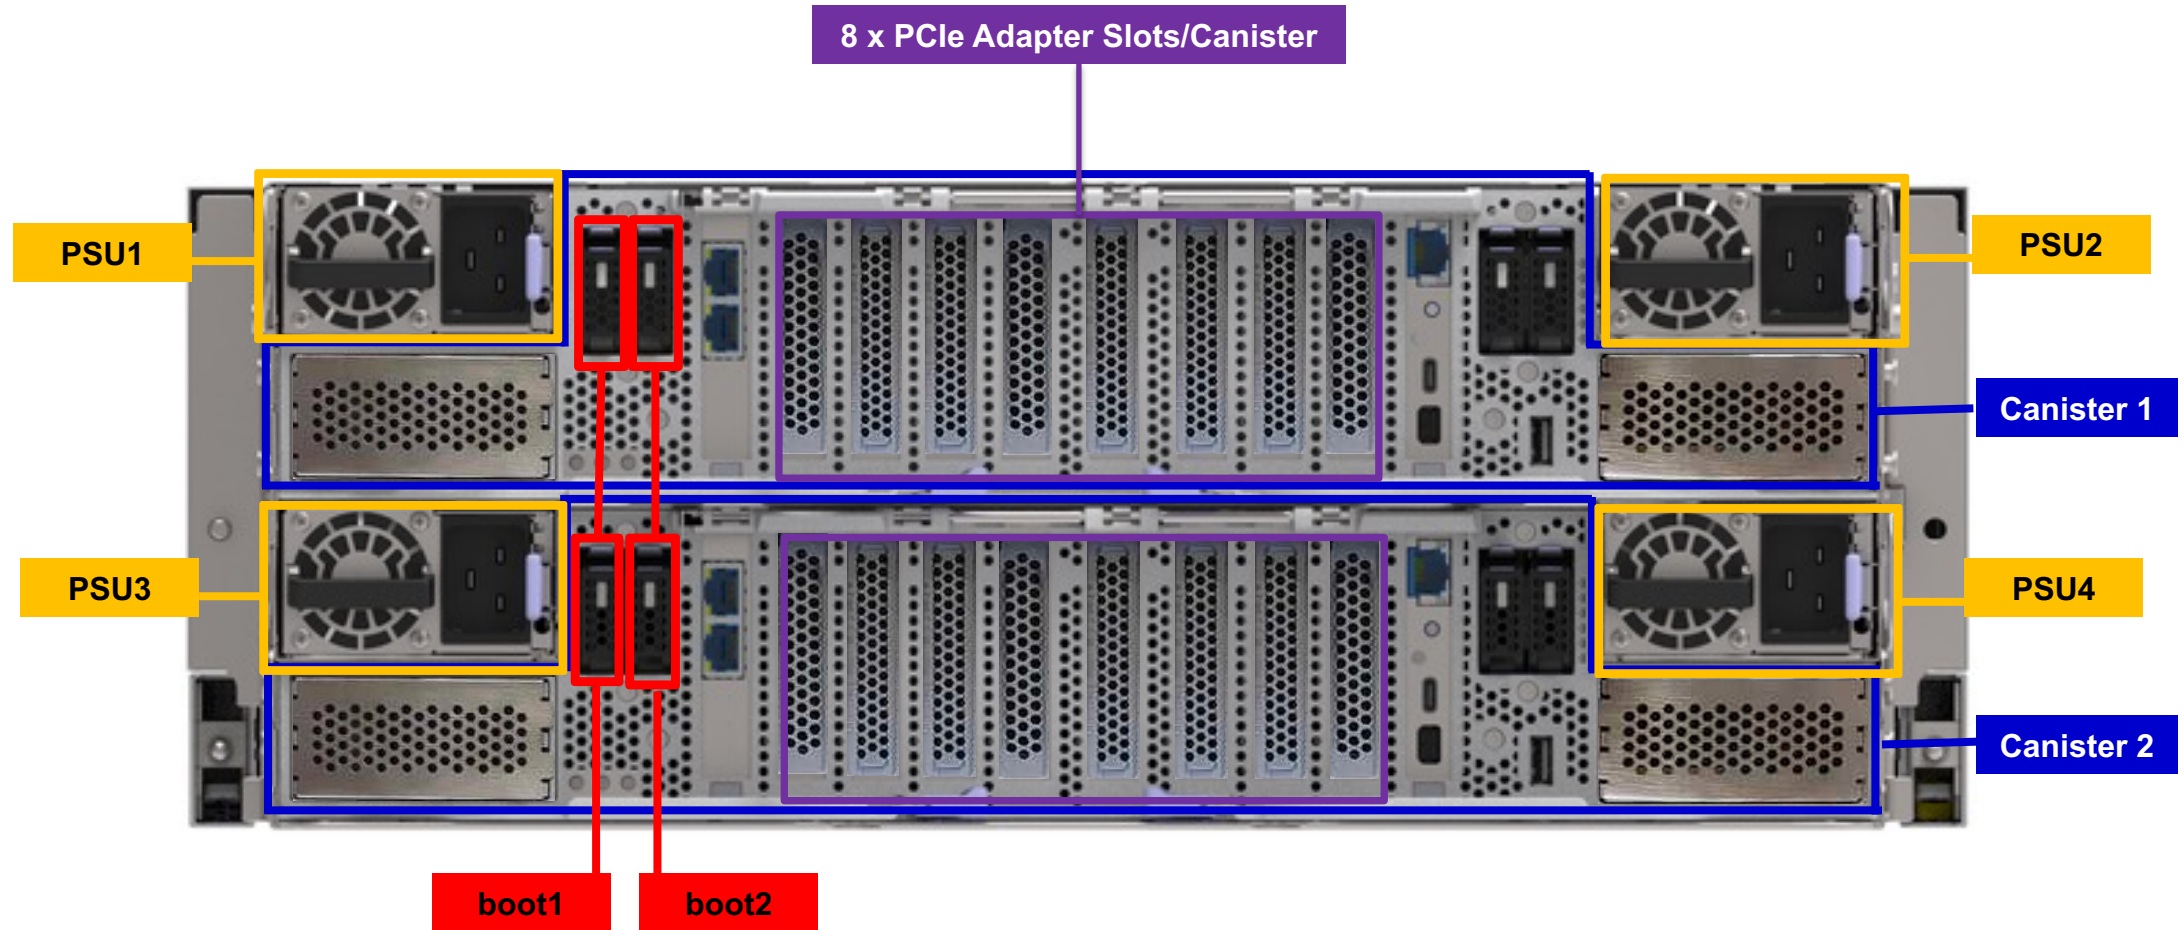 8 x PCIe Adapter Slots/Canister
PSU1
PSU2
Canister 1
PSU3
PSU4
Canister 2
boot1
boot2